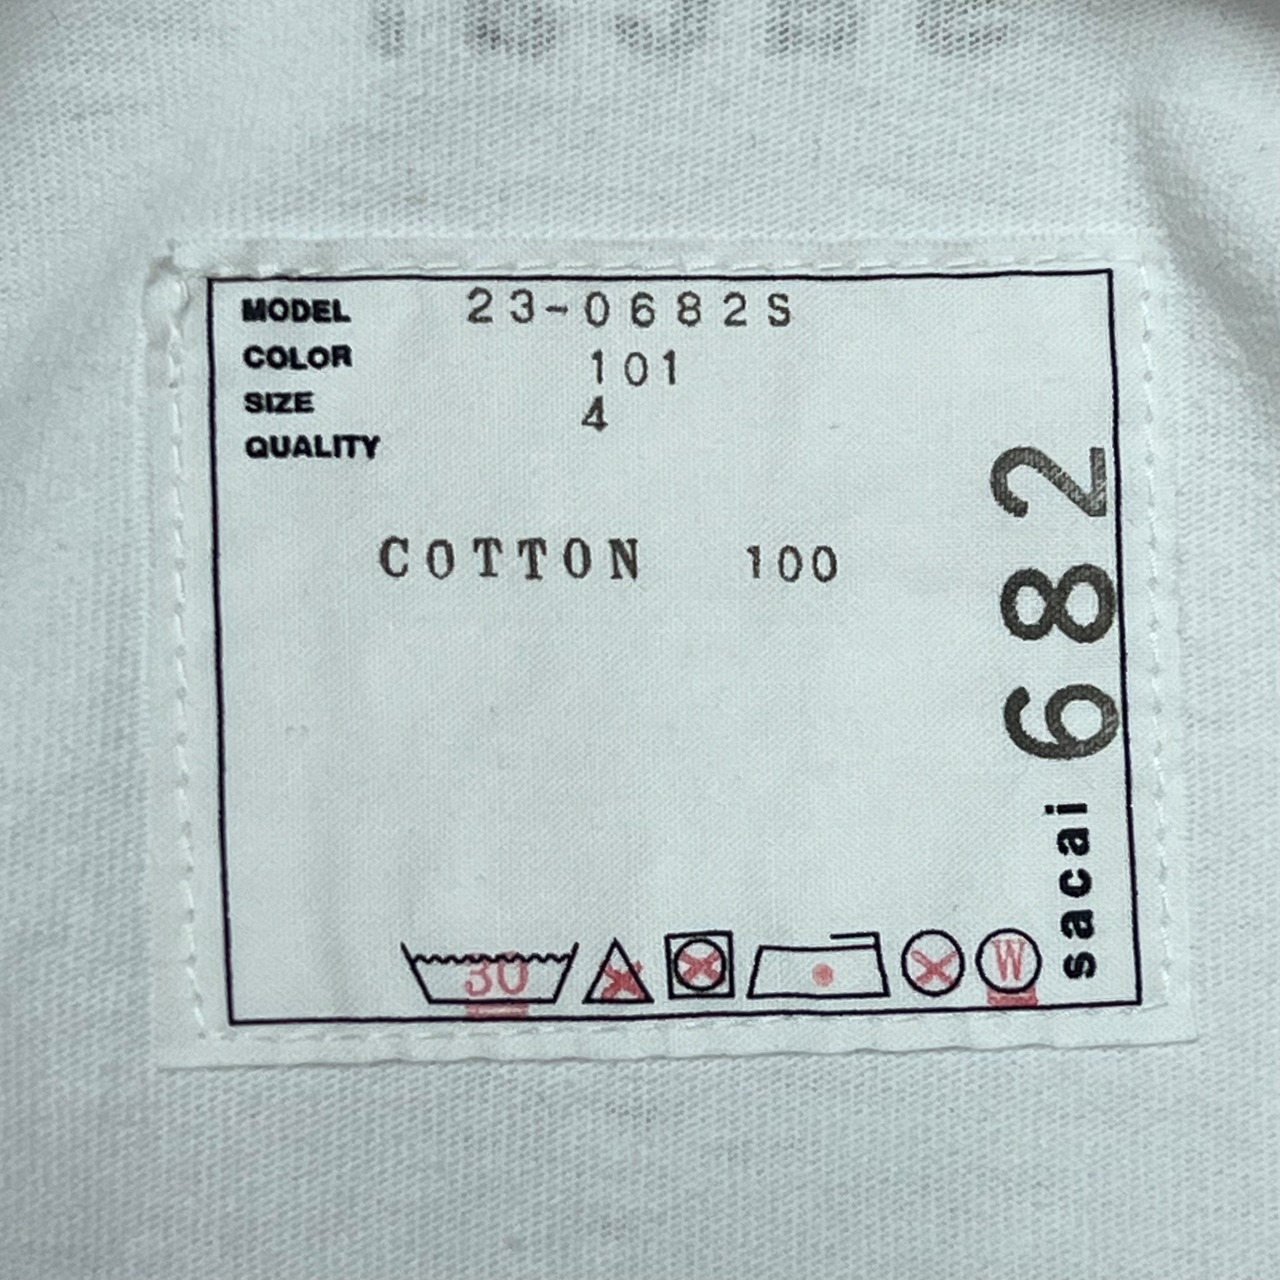 MODEL 23-0682S
COLOR 101
SIZE 4
QUALITY
COTTON 100
sacai 682
30
W